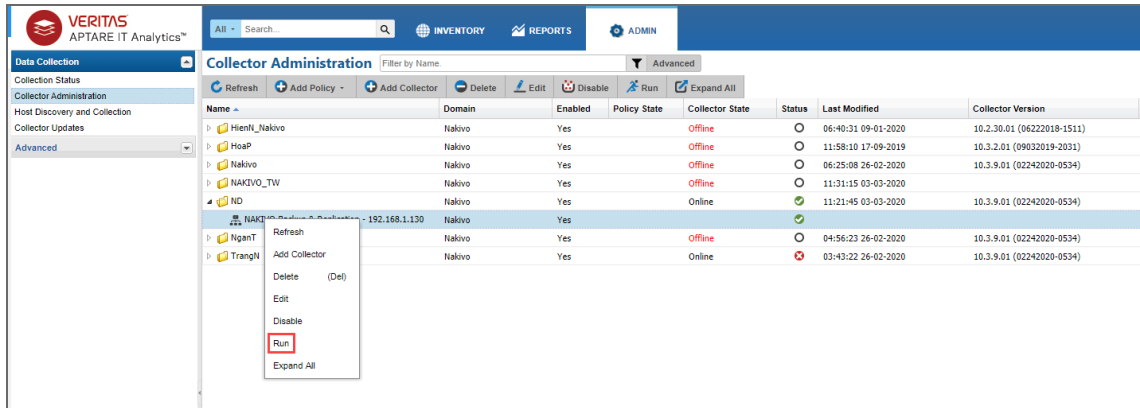 VERITAS
APTARE IT Analytics™
All Search... INVENTORY REPORTS ADMIN
Data Collection
Collection Status
Collector Administration
Host Discovery and Collection
Collector Updates
Advanced
Collector Administration Filter by Name. Advanced
Refresh Add Policy Add Collector Delete Edit Disable Run Expand All
Name Domain Enabled Policy State Collector State Status Last Modified Collector Version
HienN_Nakivo Nakivo Yes Offline 06:40:31 09-01-2020 10.2.30.01 (06222018-1511)
HoaP Nakivo Yes Offline 11:58:10 17-09-2019 10.3.2.01 (09032019-2031)
Nakivo Nakivo Yes Offline 06:25:08 26-02-2020 10.3.9.01 (02242020-0534)
NAKIVO_TW Nakivo Yes Offline 11:31:15 03-03-2020
ND Nakivo Yes Online 11:21:45 03-03-2020 10.3.9.01 (02242020-0534)
NAKIVO Backup & Replication - 192.168.1.130 Nakivo Yes
NganT Nakivo Yes Offline 04:56:23 26-02-2020 10.3.9.01 (02242020-0534)
TrangN Nakivo Yes Online 03:43:22 26-02-2020 10.3.9.01 (02242020-0534)
Refresh
Add Collector
Delete (Del)
Edit
Disable
Run
Expand All